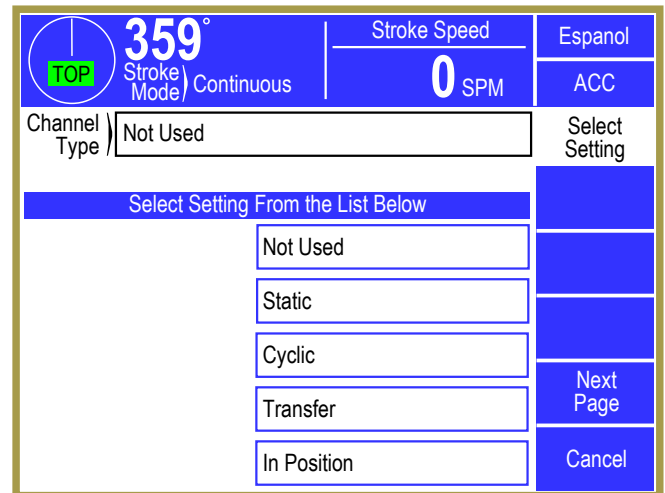 359°
TOP
Stroke Mode) Continuous
Stroke Speed
0 SPM
Espanol
ACC
Channel Type) Not Used
Select Setting
Select Setting From the List Below
Not Used
Static
Cyclic
Transfer
In Position
Next Page
Cancel